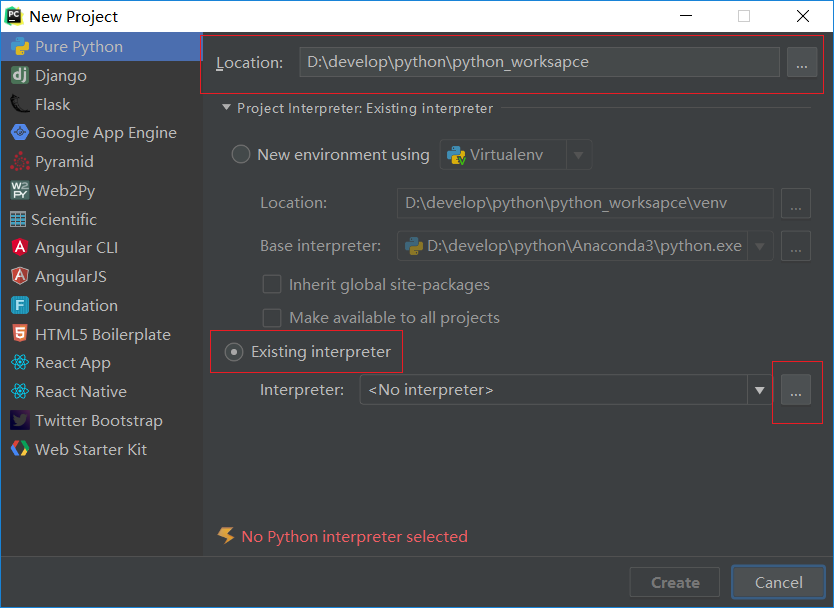 New Project
Pure Python
Django
Flask
Google App Engine
Pyramid
Web2Py
Scientific
Angular CLI
AngularJS
Foundation
HTML5 Boilerplate
React App
React Native
Twitter Bootstrap
Web Starter Kit
Location: D:\develop\python\python_worksapce ...
Project Interpreter: Existing interpreter
New environment using Virtualenv
Location: D:\develop\python\python_worksapce\venv ...
Base interpreter: D:\develop\python\Anaconda3\python.exe ...
Inherit global site-packages
Make available to all projects
Existing interpreter
Interpreter: <No interpreter> ...
No Python interpreter selected
Create Cancel